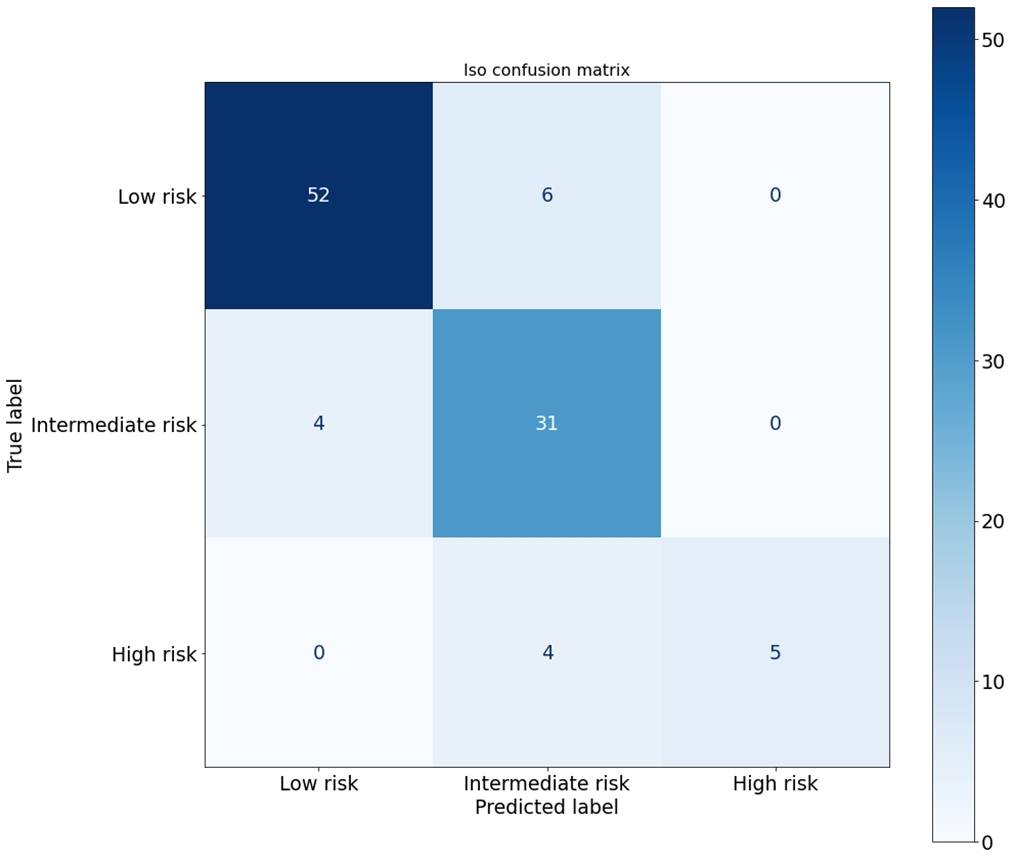 Iso confusion matrix
True label
Low risk
52
6
0
Intermediate risk
4
31
0
High risk
0
4
5
Low risk
Intermediate risk
High risk
Predicted label
50
40
30
20
10
0